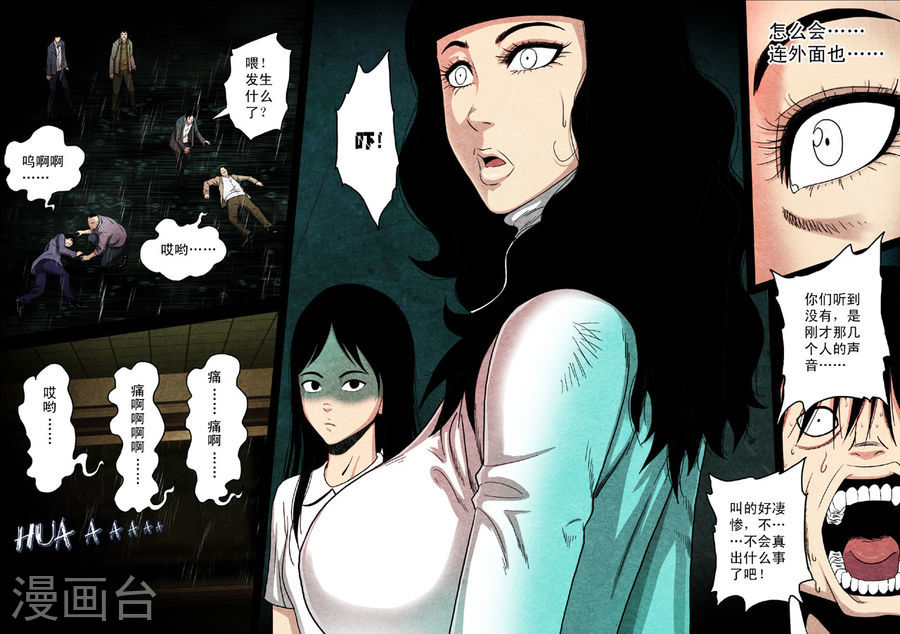 喂！
发生什么
了？
呜啊啊
……
哎哟……
哎哟……
痛啊啊啊啊……
痛……痛啊……
HUA A A A A A
吓！
怎么会……
连外面也……
你们听到
没有，是
刚才那几
个人的声
音……
叫的好凄
惨，不…
…不会真
出什么事
了吧！
漫画台